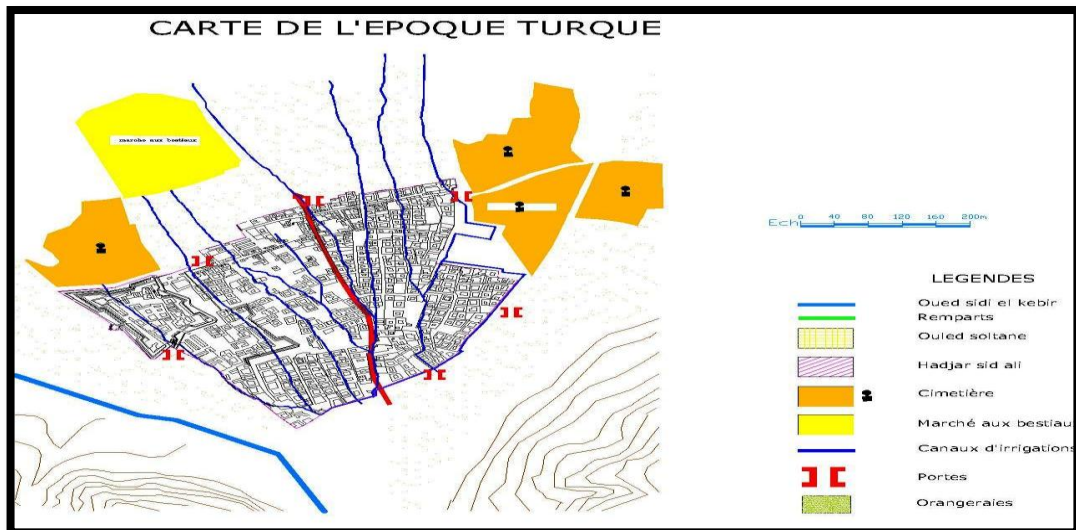 CARTE DE L'EPOQUE TURQUE
marche aux bestiaux
Ech 0 40 80 120 160 200m
LEGENDES
Oued sidi el kebir
Remparts
Ouled soltane
Hadjar sid ali
Cimetière
Marché aux bestiau
Canaux d'irrigations
Portes
Orangeraies